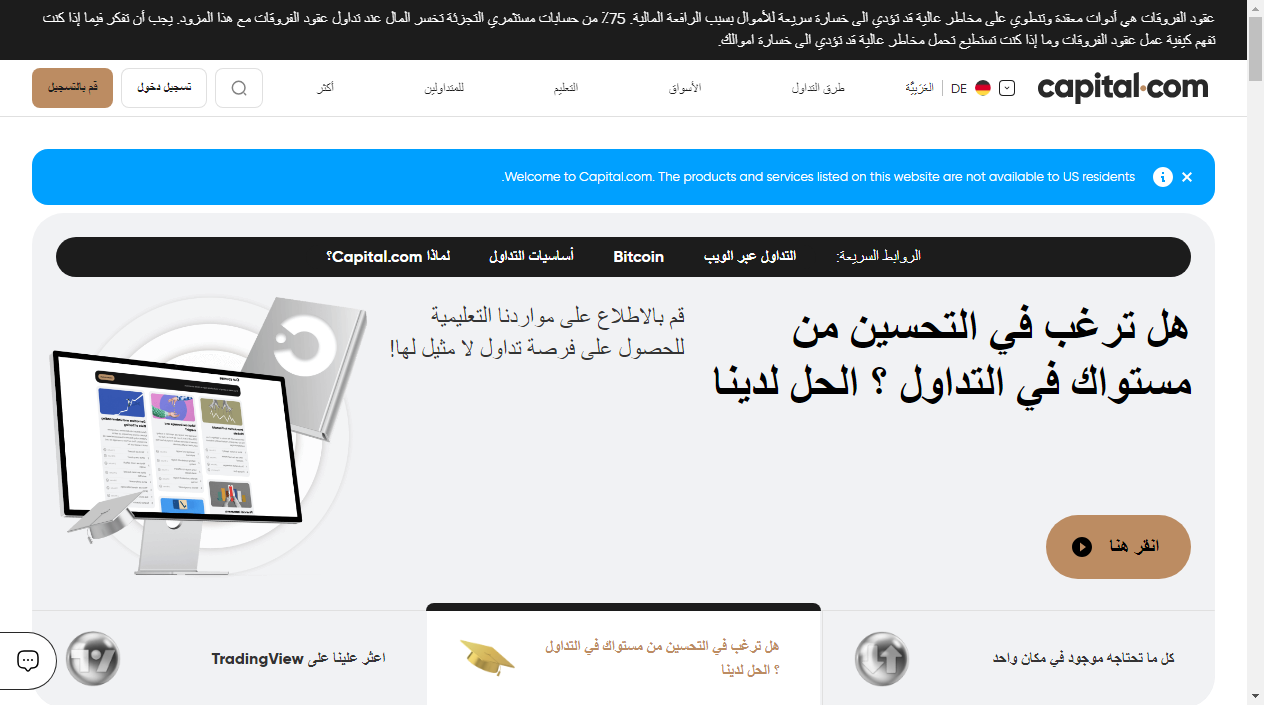 عقود الفروقات هي أدوات معقدة وتنطوي على مخاطر عالية قد تؤدي الى خسارة سريعة للأموال بسبب الرافعة المالية. 75٪ من حسابات مستثمري التجزئة تخسر المال عند تداول عقود الفروقات مع هذا المزود. يجب أن تفكر فيما إذا كنت
تفهم كيفية عمل عقود الفروقات وما إذا كنت تستطيع تحمل مخاطر عالية قد تؤدي الى خسارة اموالك.
capital.com
DE
العَرَبِيَّة
طرق التداول
الأسواق
التعليم
للمتداولين
أكثر
تسجيل دخول
قم بالتسجيل
Welcome to Capital.com. The products and services listed on this website are not available to US residents.
الروابط السريعة:
التداول عبر الويب
Bitcoin
أساسيات التداول
لماذا Capital.com؟
هل ترغب في التحسين من
مستواك في التداول ؟ الحل لدينا
قم بالاطلاع على مواردنا التعليمية
للحصول على فرصة تداول لا مثيل لها!
انقر هنا
كل ما تحتاجه موجود في مكان واحد
هل ترغب في التحسين من مستواك في التداول
؟ الحل لدينا
اعثر علينا على TradingView